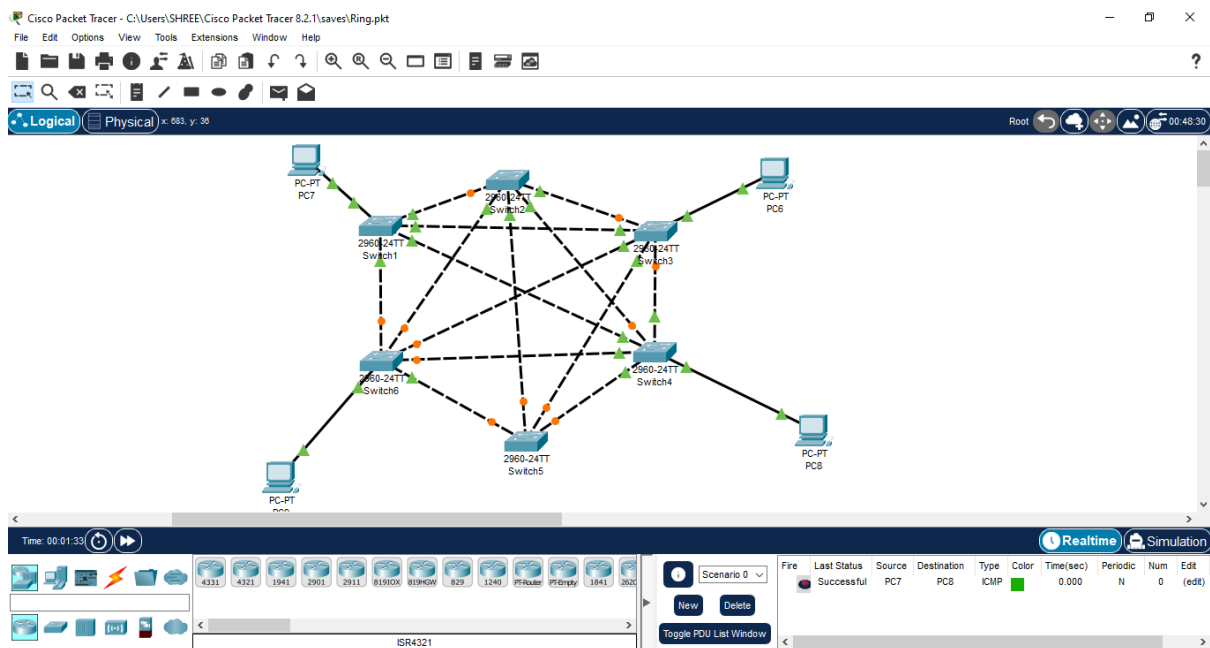 Cisco Packet Tracer - C:\Users\SHREE\Cisco Packet Tracer 8.2.1\saves\Ring.pkt
File Edit Options View Tools Extensions Window Help
?
Logical Physical x: 683, y: 36 Root 00:48:30
PC-PT
PC7
2960-24TT
Switch2
PC-PT
PC6
2960-24TT
Switch1
2960-24TT
Switch3
2960-24TT
Switch6
2960-24TT
Switch4
2960-24TT
Switch5
PC-PT
PC8
PC-PT
Time: 00:01:33 Realtime Simulation
4331 4321 1941 2901 2911 819IOX 819HGW 829 1240 PT-Router PT-Empty 1841
ISR4321
Scenario 0
New Delete
Toggle PDU List Window
Fire Last Status Source Destination Type Color Time(sec) Periodic Num Edit
Successful PC7 PC8 ICMP 0.000 N 0 (edit)